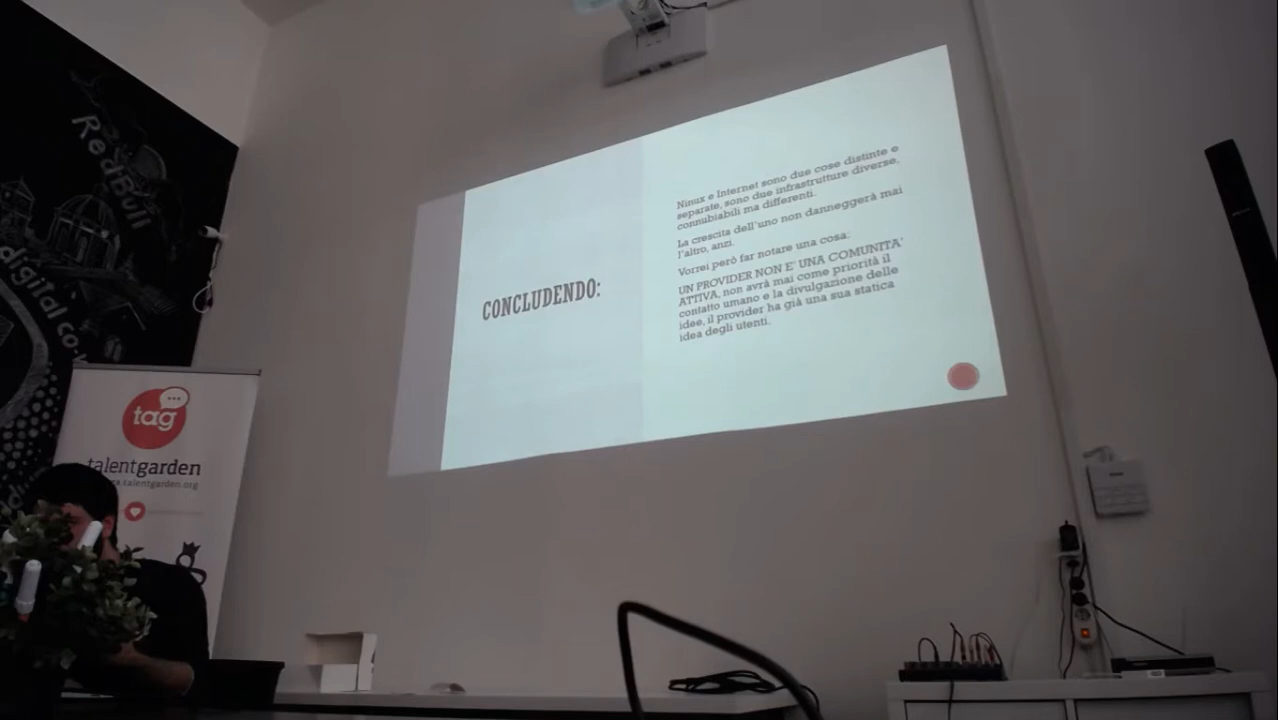 RedBull
digital co
tag
talentgarden
.talentgarden.org
CONCLUDENDO:
Ninux e Internet sono due cose distinte e
separate, sono due infrastrutture diverse,
connubiabili ma differenti.
La crescita dell'uno non danneggerà mai
l'altro, anzi.
Vorrei però far notare una cosa:
UN PROVIDER NON E' UNA COMUNITA'
ATTIVA, non avrà mai come priorità il
contatto umano e la divulgazione delle
idee, il provider ha già una sua statica
idea degli utenti.